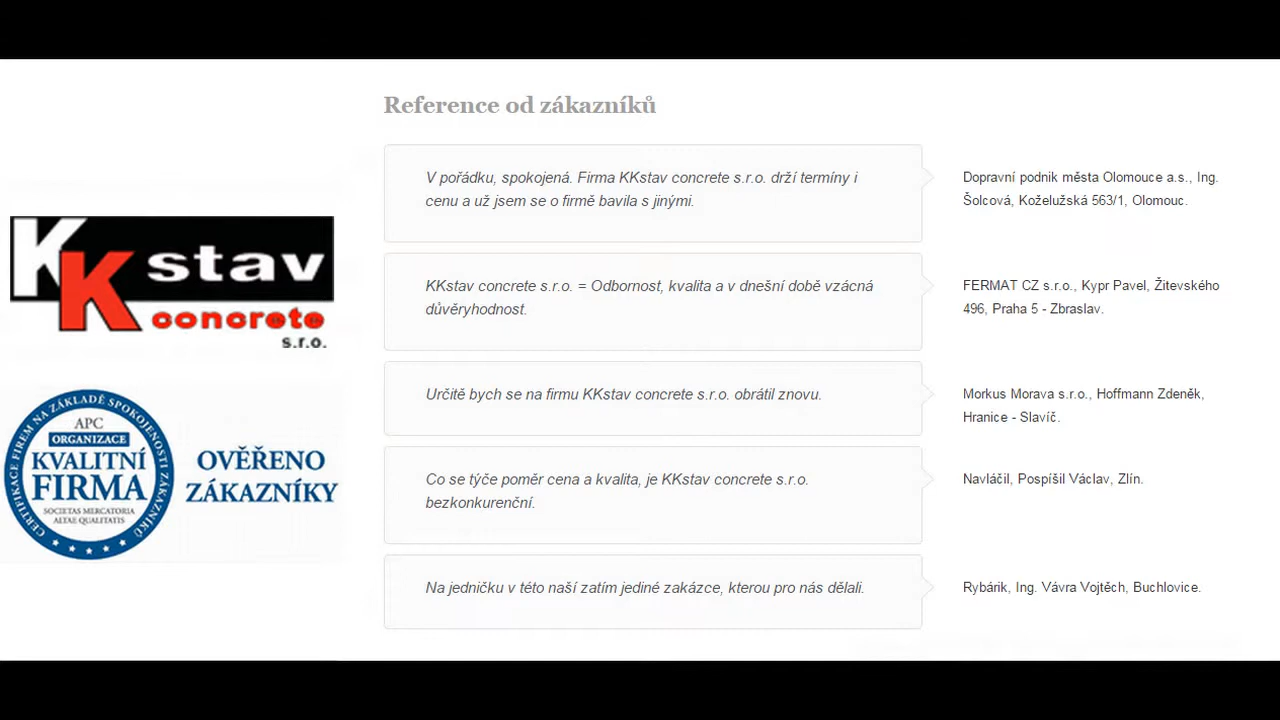 Reference od zákazníků
V pořádku, spokojená. Firma KKstav concrete s.r.o. drží termíny i
cenu a už jsem se o firmě bavila s jinými.
Dopravní podnik města Olomouce a.s., Ing.
Šolcová, Koželužská 563/1, Olomouc.
KKstav concrete s.r.o. = Odbornost, kvalita a v dnešní době vzácná
důvěryhodnost.
FERMAT CZ s.r.o., Kypr Pavel, Žitevského
496, Praha 5 - Zbraslav.
Určitě bych se na firmu KKstav concrete s.r.o. obrátil znovu.
Morkus Morava s.r.o., Hoffmann Zdeněk,
Hranice - Slavíč.
Co se týče poměr cena a kvalita, je KKstav concrete s.r.o.
bezkonkurenční.
Navláčil, Pospíšil Václav, Zlín.
Na jedničku v této naší zatím jediné zakázce, kterou pro nás dělali.
Rybárik, Ing. Vávra Vojtěch, Buchlovice.
KK stav
concrete
s.r.o.
CERTIFIKACE FIREM NA ZÁKLADĚ SPOKOJENOSTI ZÁKAZNÍKŮ
APC
ORGANIZACE
KVALITNÍ
FIRMA
SOCIETAS MERCATORIA
ALTAE QUALITATIS
OVĚŘENO
ZÁKAZNÍKY